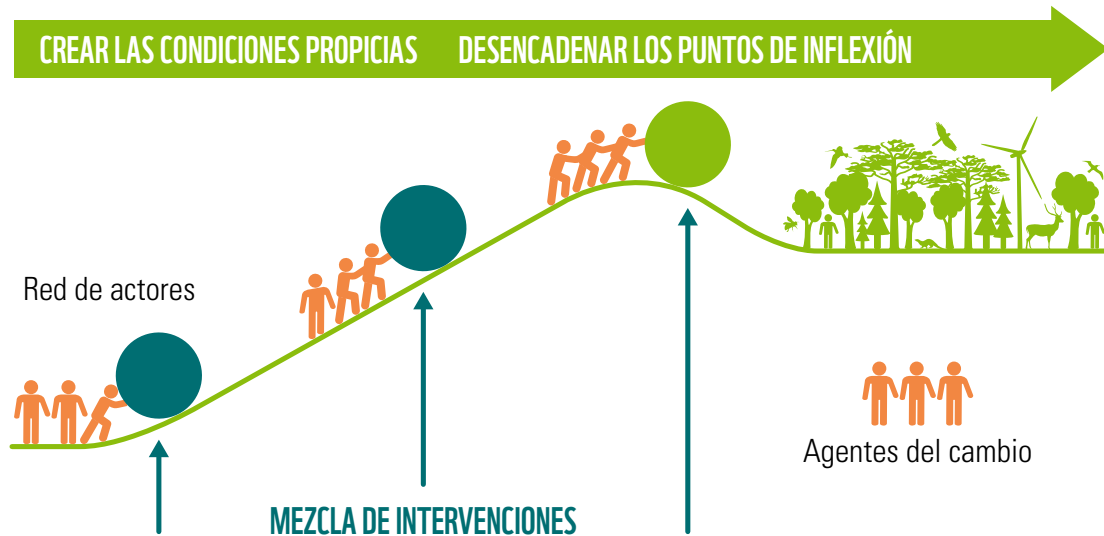 CREAR LAS CONDICIONES PROPICIAS
DESENCADENAR LOS PUNTOS DE INFLEXIÓN
Red de actores
Agentes del cambio
MEZCLA DE INTERVENCIONES